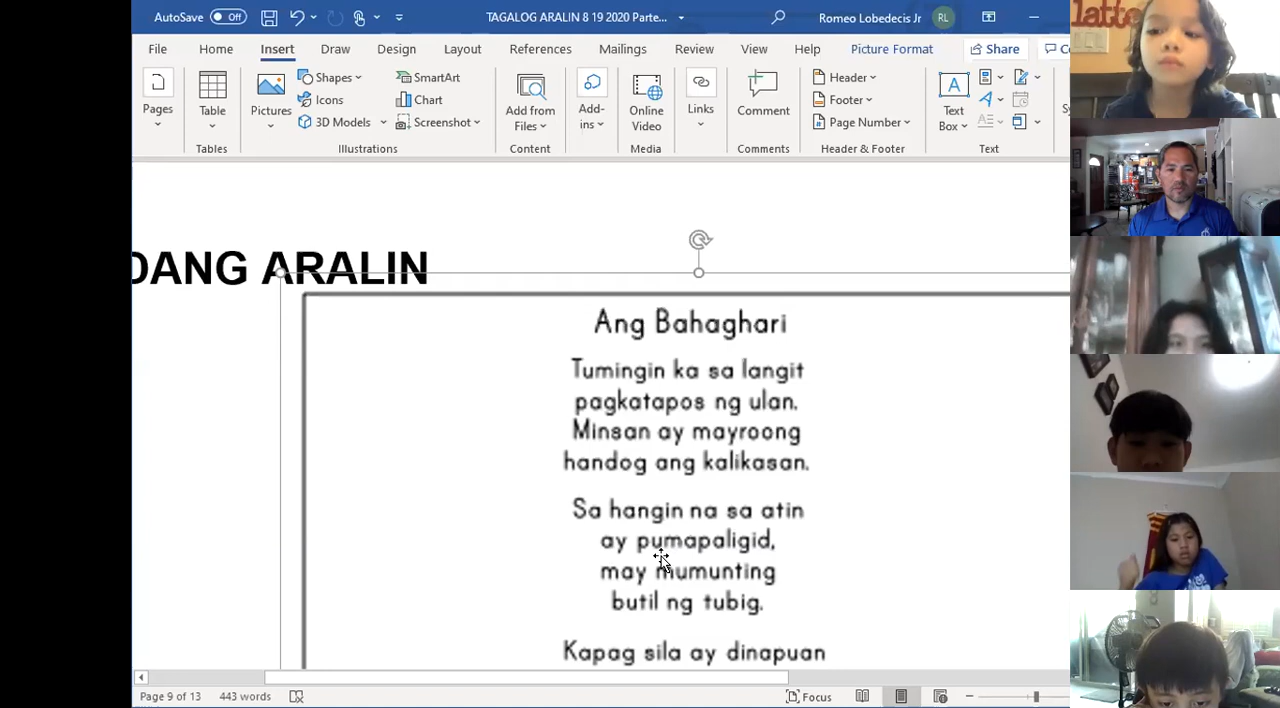 AutoSave Off TAGALOG ARALIN 8 19 2020 Parte... Romeo Lobedecis Jr RL
File Home Insert Draw Design Layout References Mailings Review View Help Picture Format Share
Pages
Table
Tables
Pictures
Shapes
Icons
3D Models
SmartArt
Chart
Screenshot
Illustrations
Add from
Files
Content
Add-
ins
Online
Video
Media
Links
Comment
Comments
Header
Footer
Page Number
Header & Footer
Text
Box
Text
ARALIN
Ang Bahaghari
Tumingin ka sa langit
pagkatapos ng ulan.
Minsan ay mayroong
handog ang kalikasan.
Sa hangin na sa atin
ay pumapaligid,
may mumunting
butil ng tubig.
Kapag sila ay dinapuan
Page 9 of 13 443 words Focus